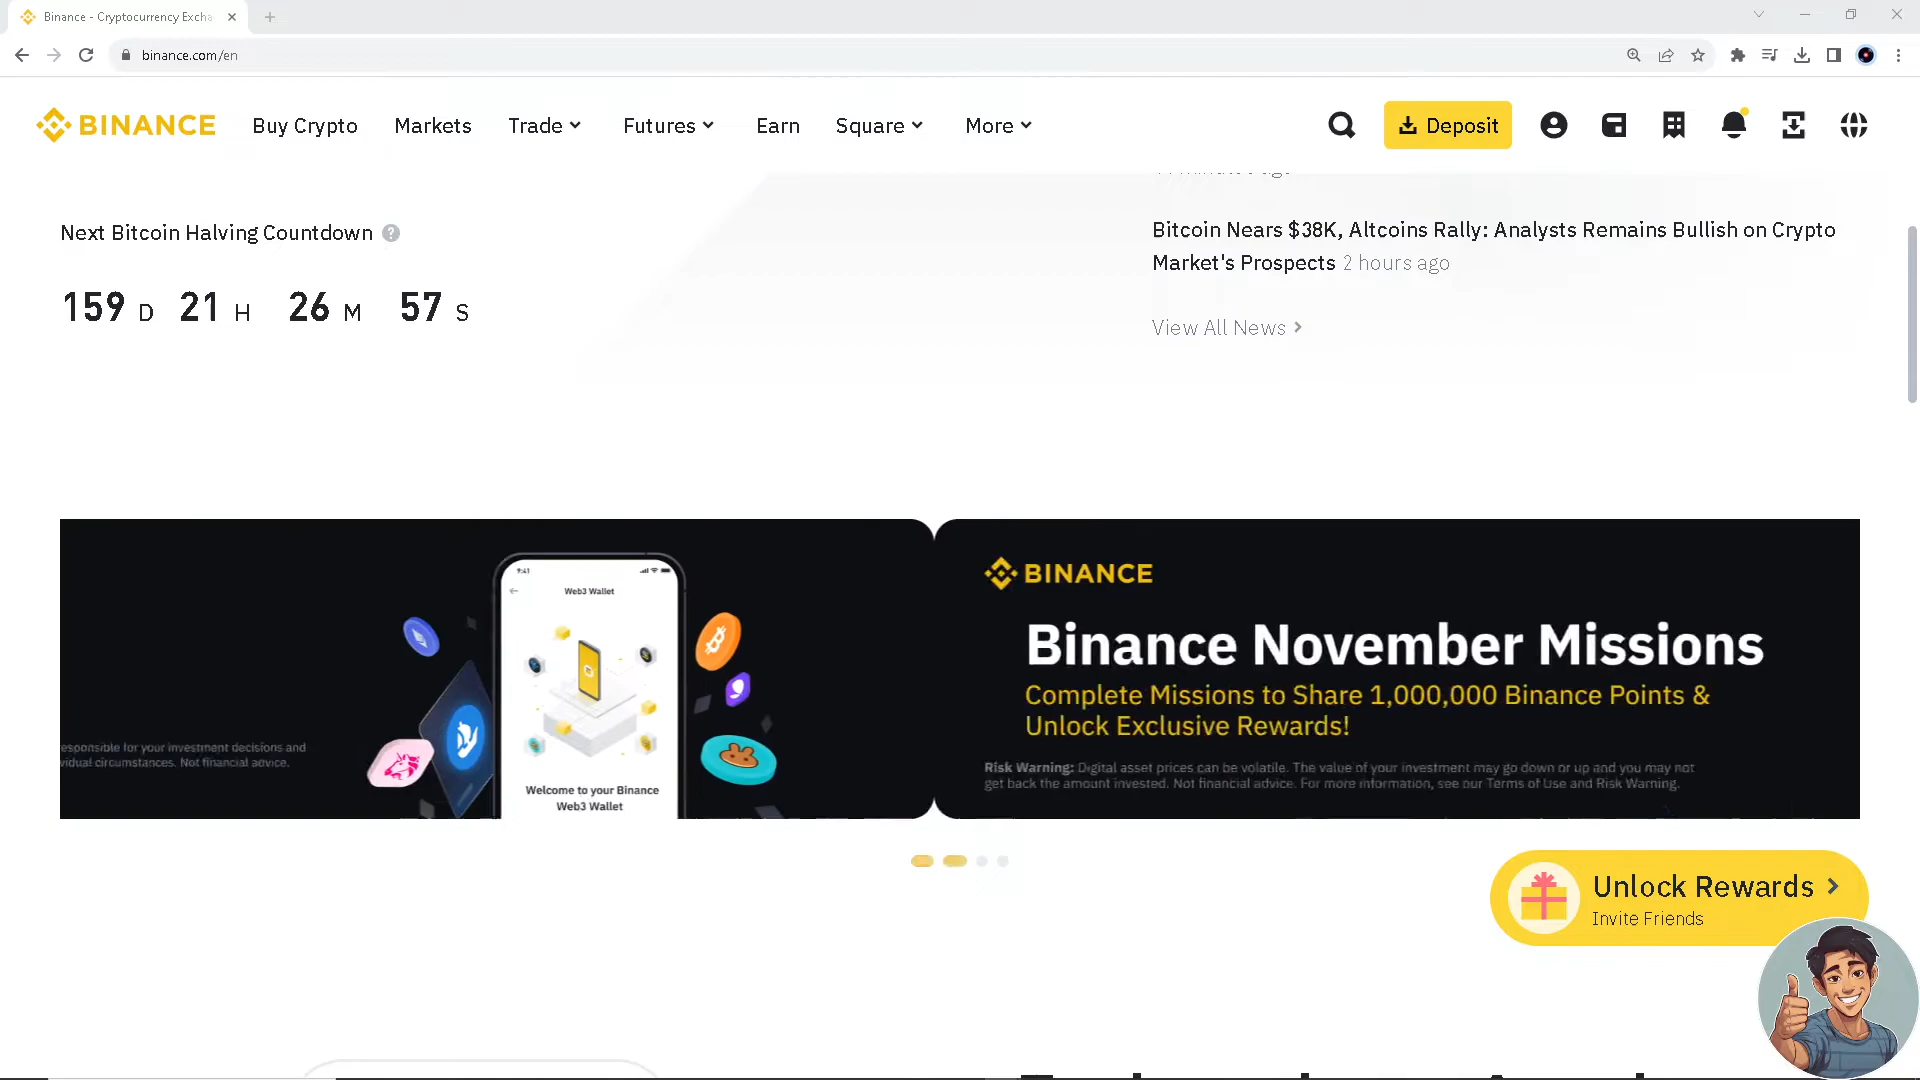 Binance - Cryptocurrency Excha
binance.com/en
BINANCE
Buy Crypto
Markets
Trade
Futures
Earn
Square
More
Deposit
Next Bitcoin Halving Countdown ?
159 D 21 H 26 M 57 S
Bitcoin Nears $38K, Altcoins Rally: Analysts Remains Bullish on Crypto
Market's Prospects 2 hours ago
View All News
esponsible for your investment decisions and
vidual circumstances. Not financial advice.
9:41
Web3 Wallet
Welcome to your Binance
Web3 Wallet
BINANCE
Binance November Missions
Complete Missions to Share 1,000,000 Binance Points &
Unlock Exclusive Rewards!
Risk Warning: Digital asset prices can be volatile. The value of your investment may go down or up and you may not
get back the amount invested. Not financial advice. For more information, see our Terms of Use and Risk Warning.
Unlock Rewards
Invite Friends